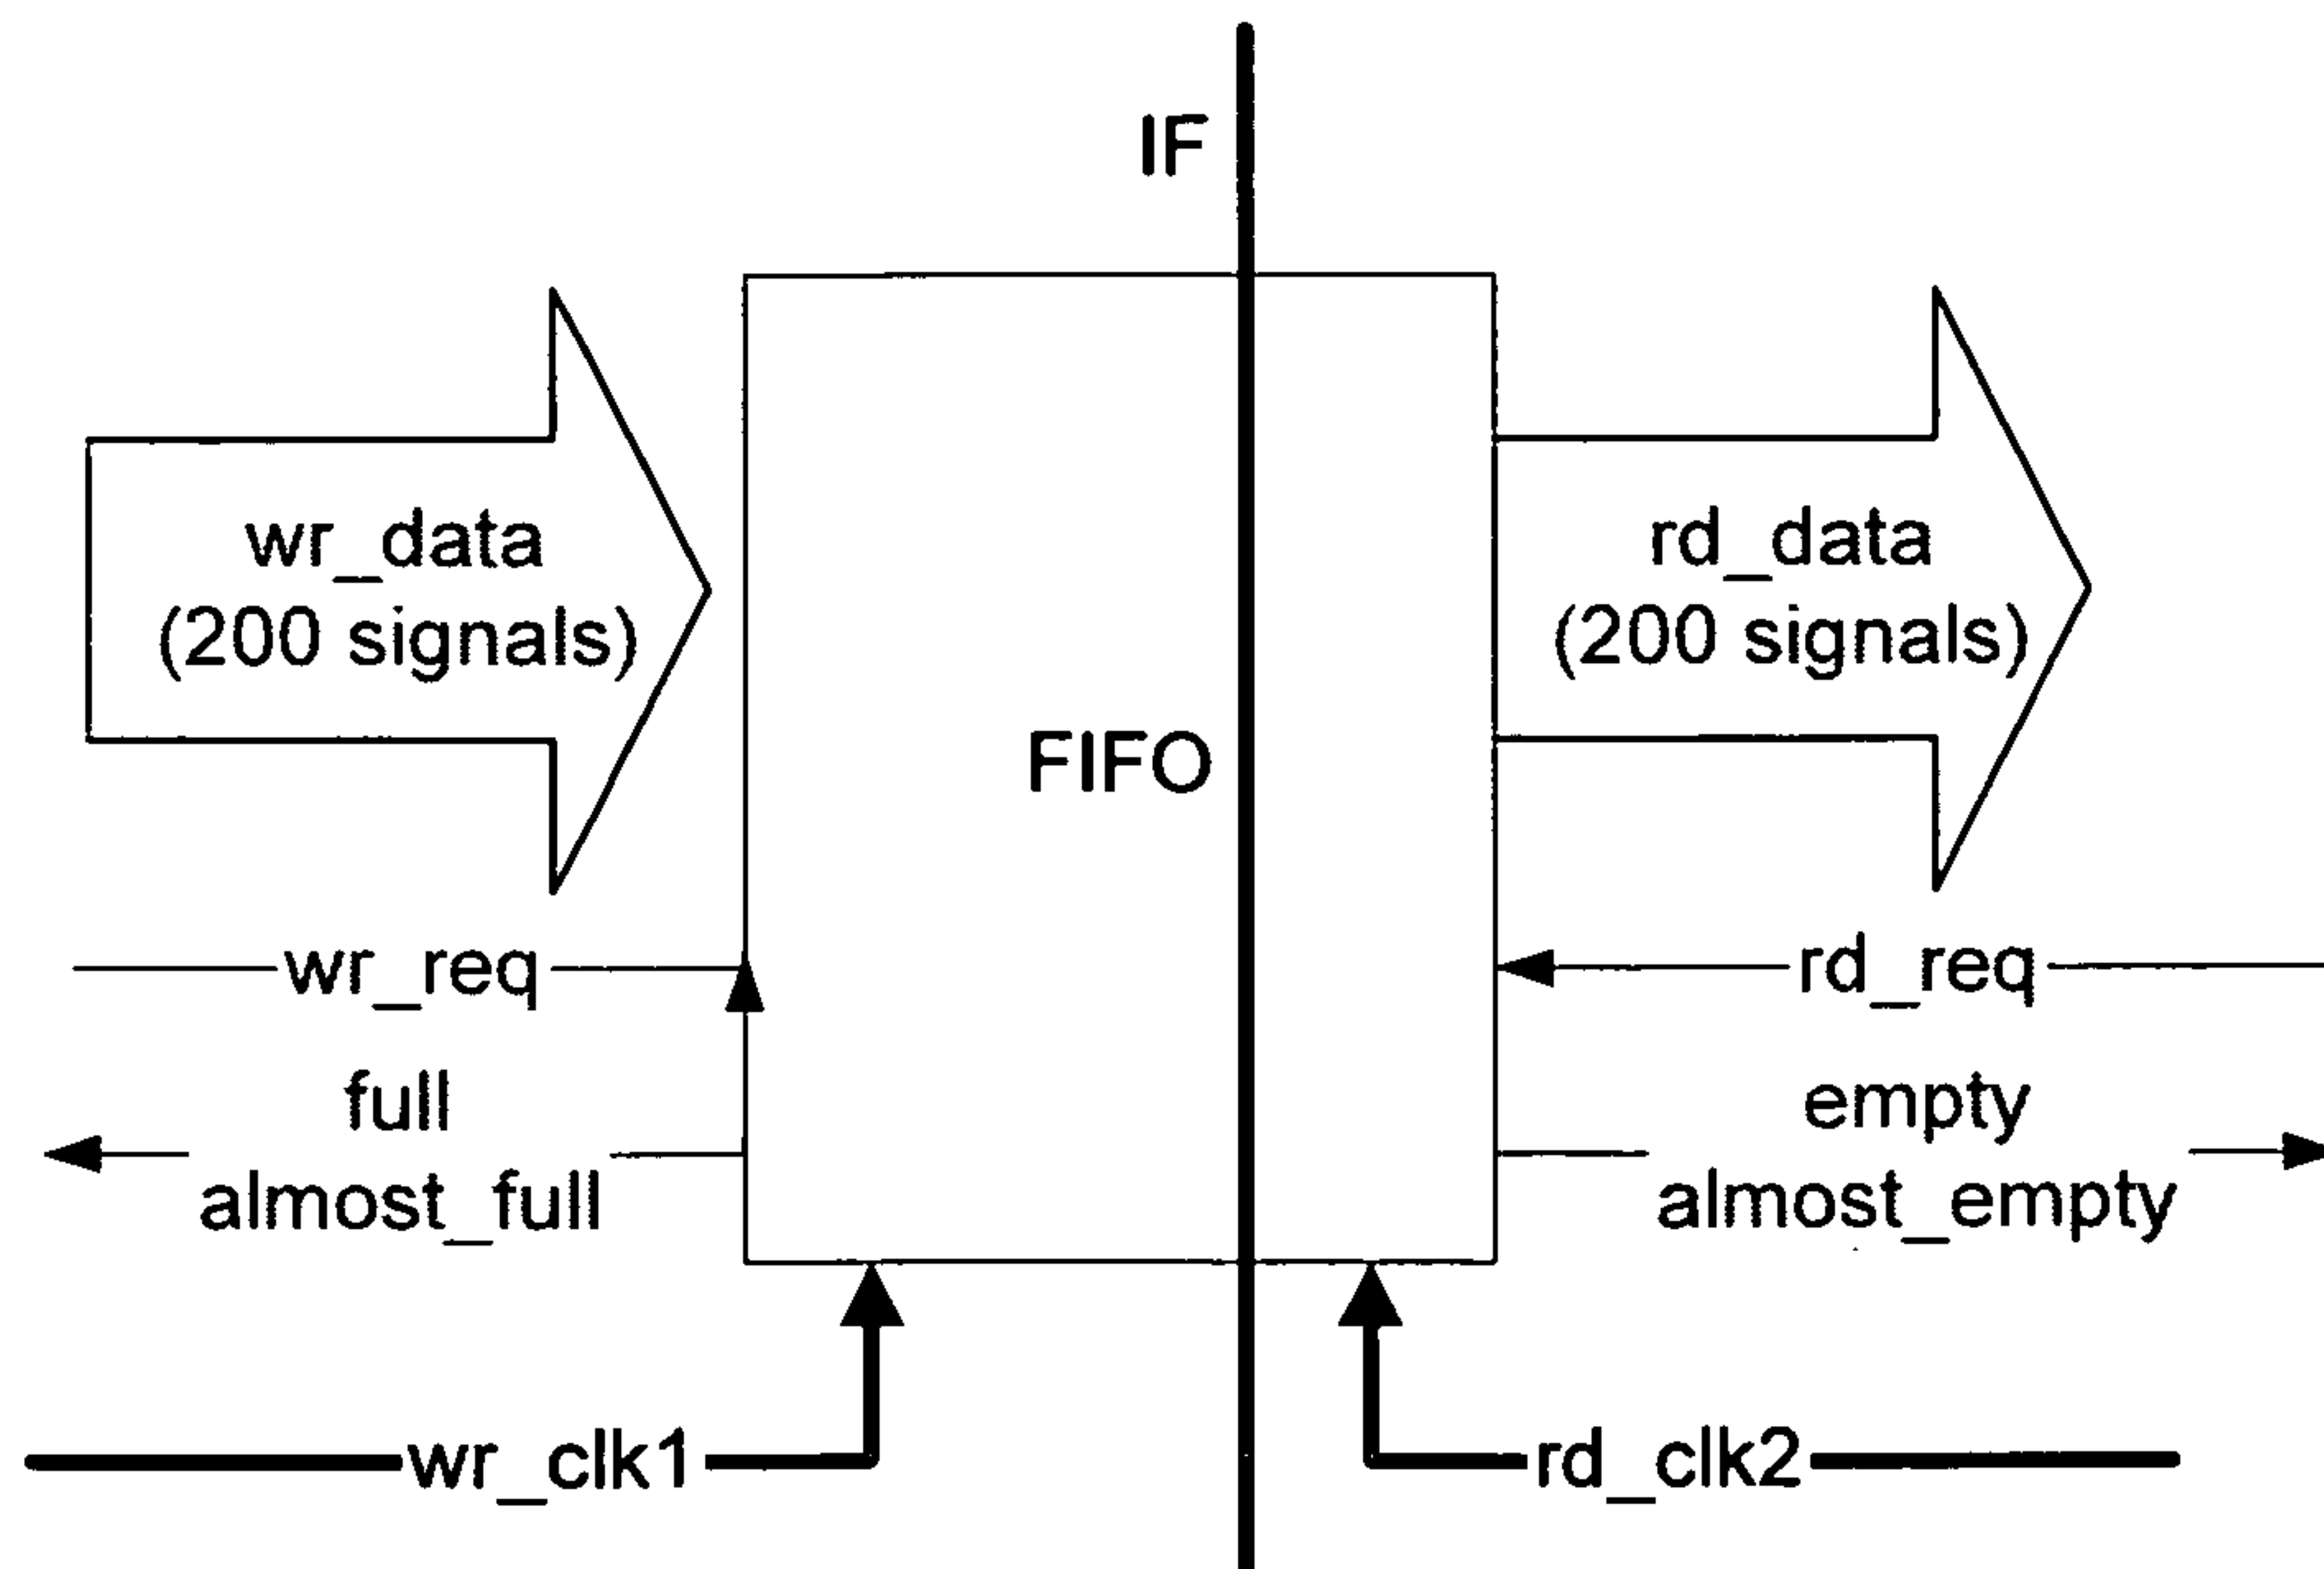 IF
wr_data
(200 signals)
rd_data
(200 signals)
FIFO
wr_req
rd_req
full
almost_full
empty
almost_empty
wr_clk1
rd_clk2